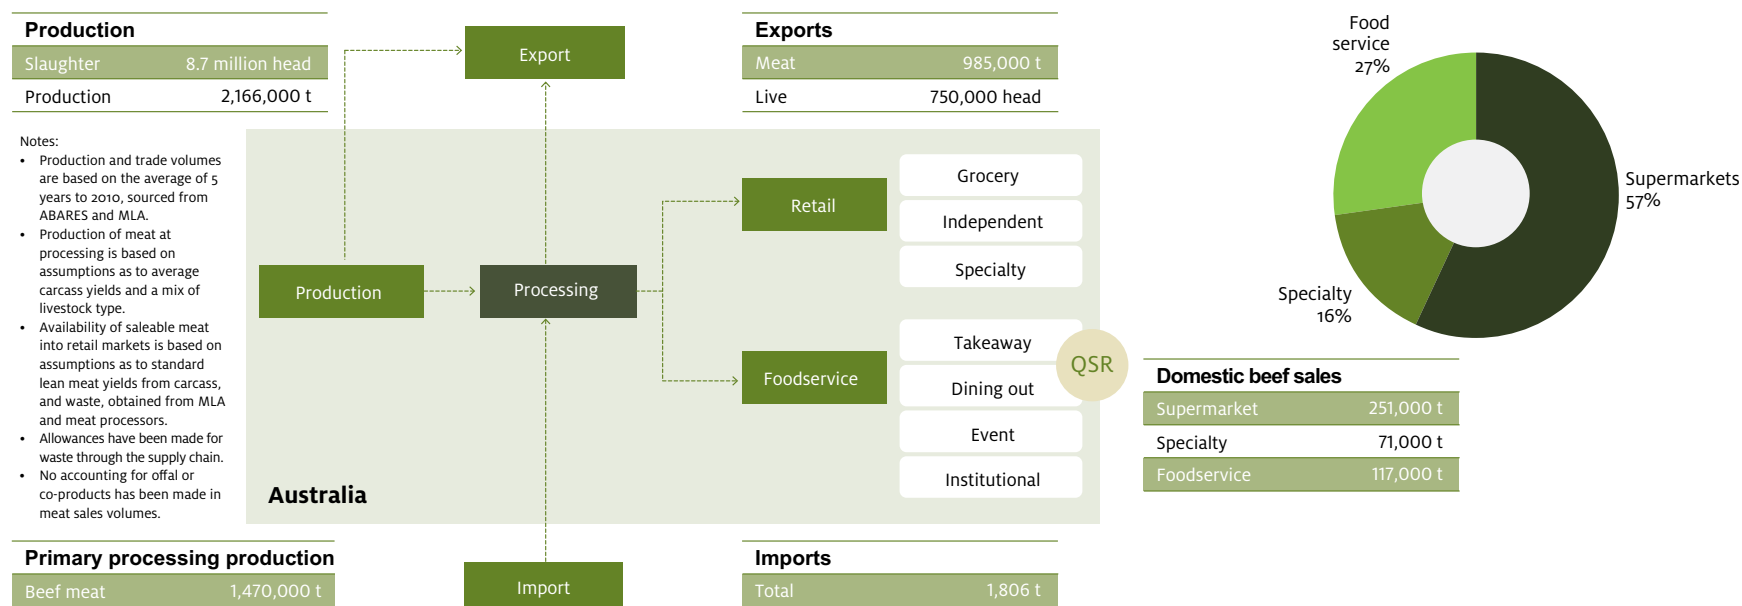 Production
Slaughter 8.7 million head
Production 2,166,000 t
Export
Exports
Meat 985,000 t
Live 750,000 head
Food
service
27%
Supermarkets
57%
Specialty
16%
Notes:
• Production and trade volumes
are based on the average of 5
years to 2010, sourced from
ABARES and MLA.
• Production of meat at
processing is based on
assumptions as to average
carcass yields and a mix of
livestock type.
• Availability of saleable meat
into retail markets is based on
assumptions as to standard
lean meat yields from carcass,
and waste, obtained from MLA
and meat processors.
• Allowances have been made for
waste through the supply chain.
• No accounting for offal or
co-products has been made in
meat sales volumes.
Production
Processing
Retail
Grocery
Independent
Specialty
Foodservice
Takeaway
Dining out
Event
Institutional
QSR
Australia
Domestic beef sales
Supermarket 251,000 t
Specialty 71,000 t
Foodservice 117,000 t
Primary processing production
Beef meat 1,470,000 t
Import
Imports
Total 1,806 t